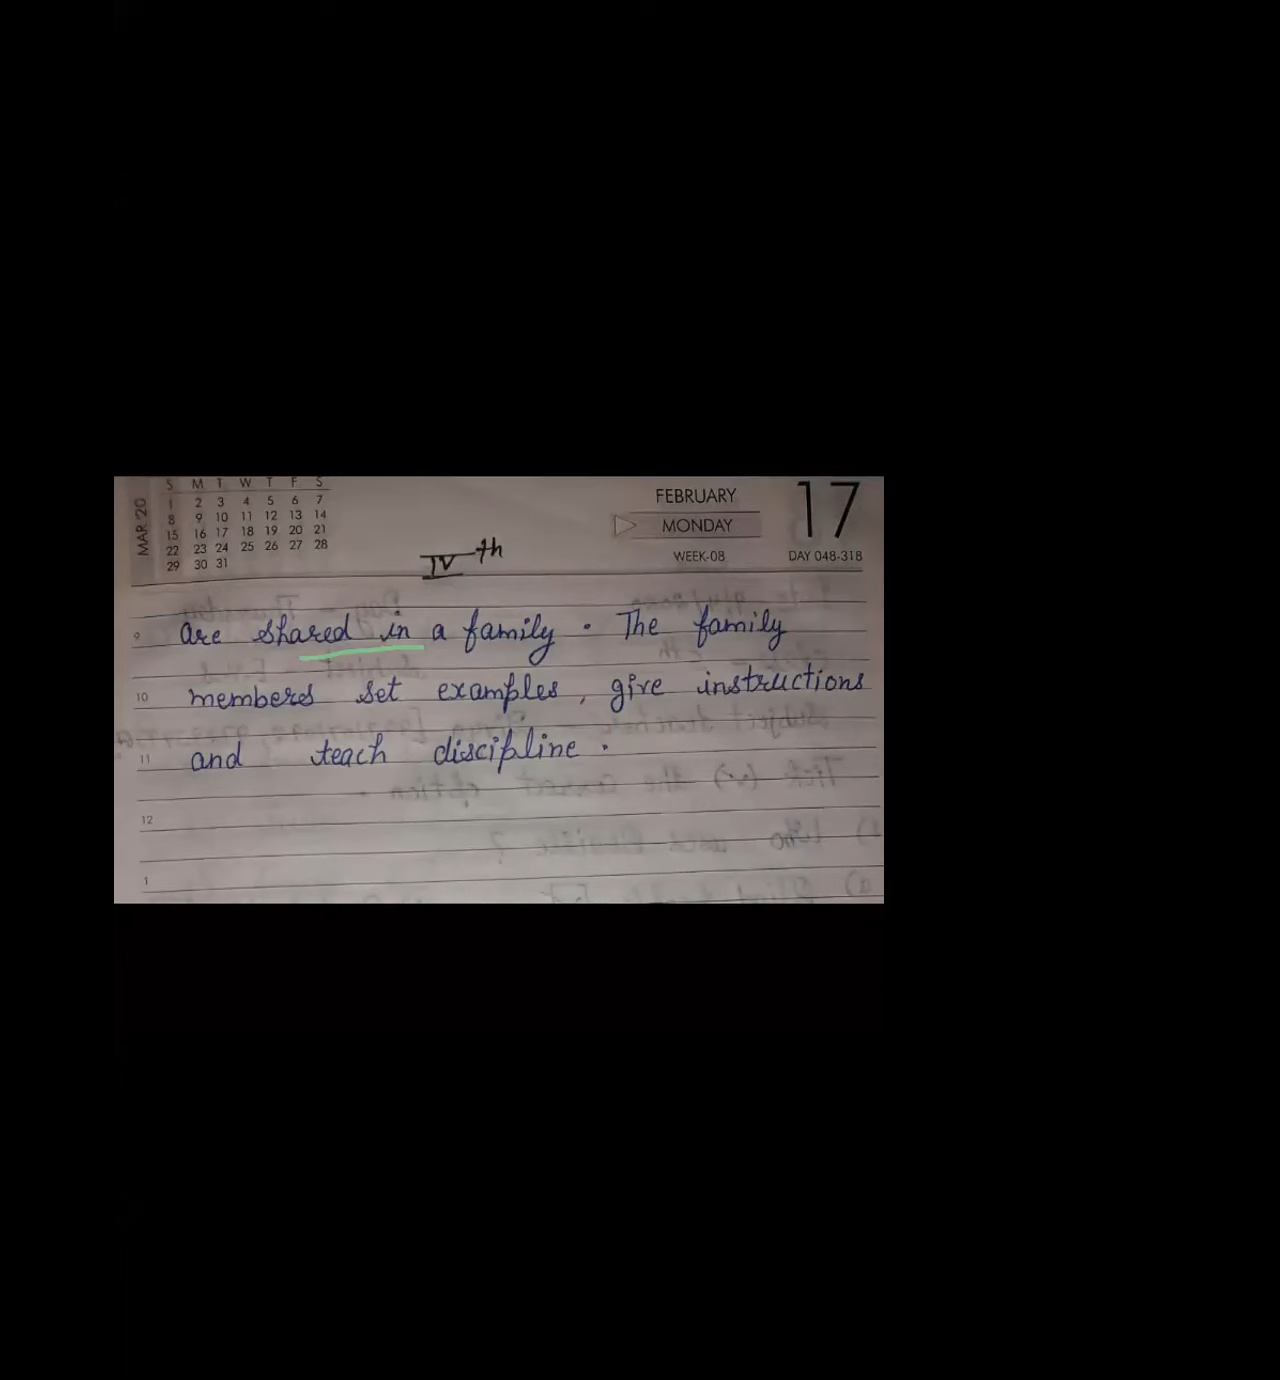 S M T W T F S
MAR '20
1 2 3 4 5 6 7
8 9 10 11 12 13 14
15 16 17 18 19 20 21
22 23 24 25 26 27 28
29 30 31
FEBRUARY
MONDAY
WEEK-08
17
DAY 048-318
IV th
9 are shared in a family. The family
10 members set examples, give instructions
11 and teach discipline.
12
1